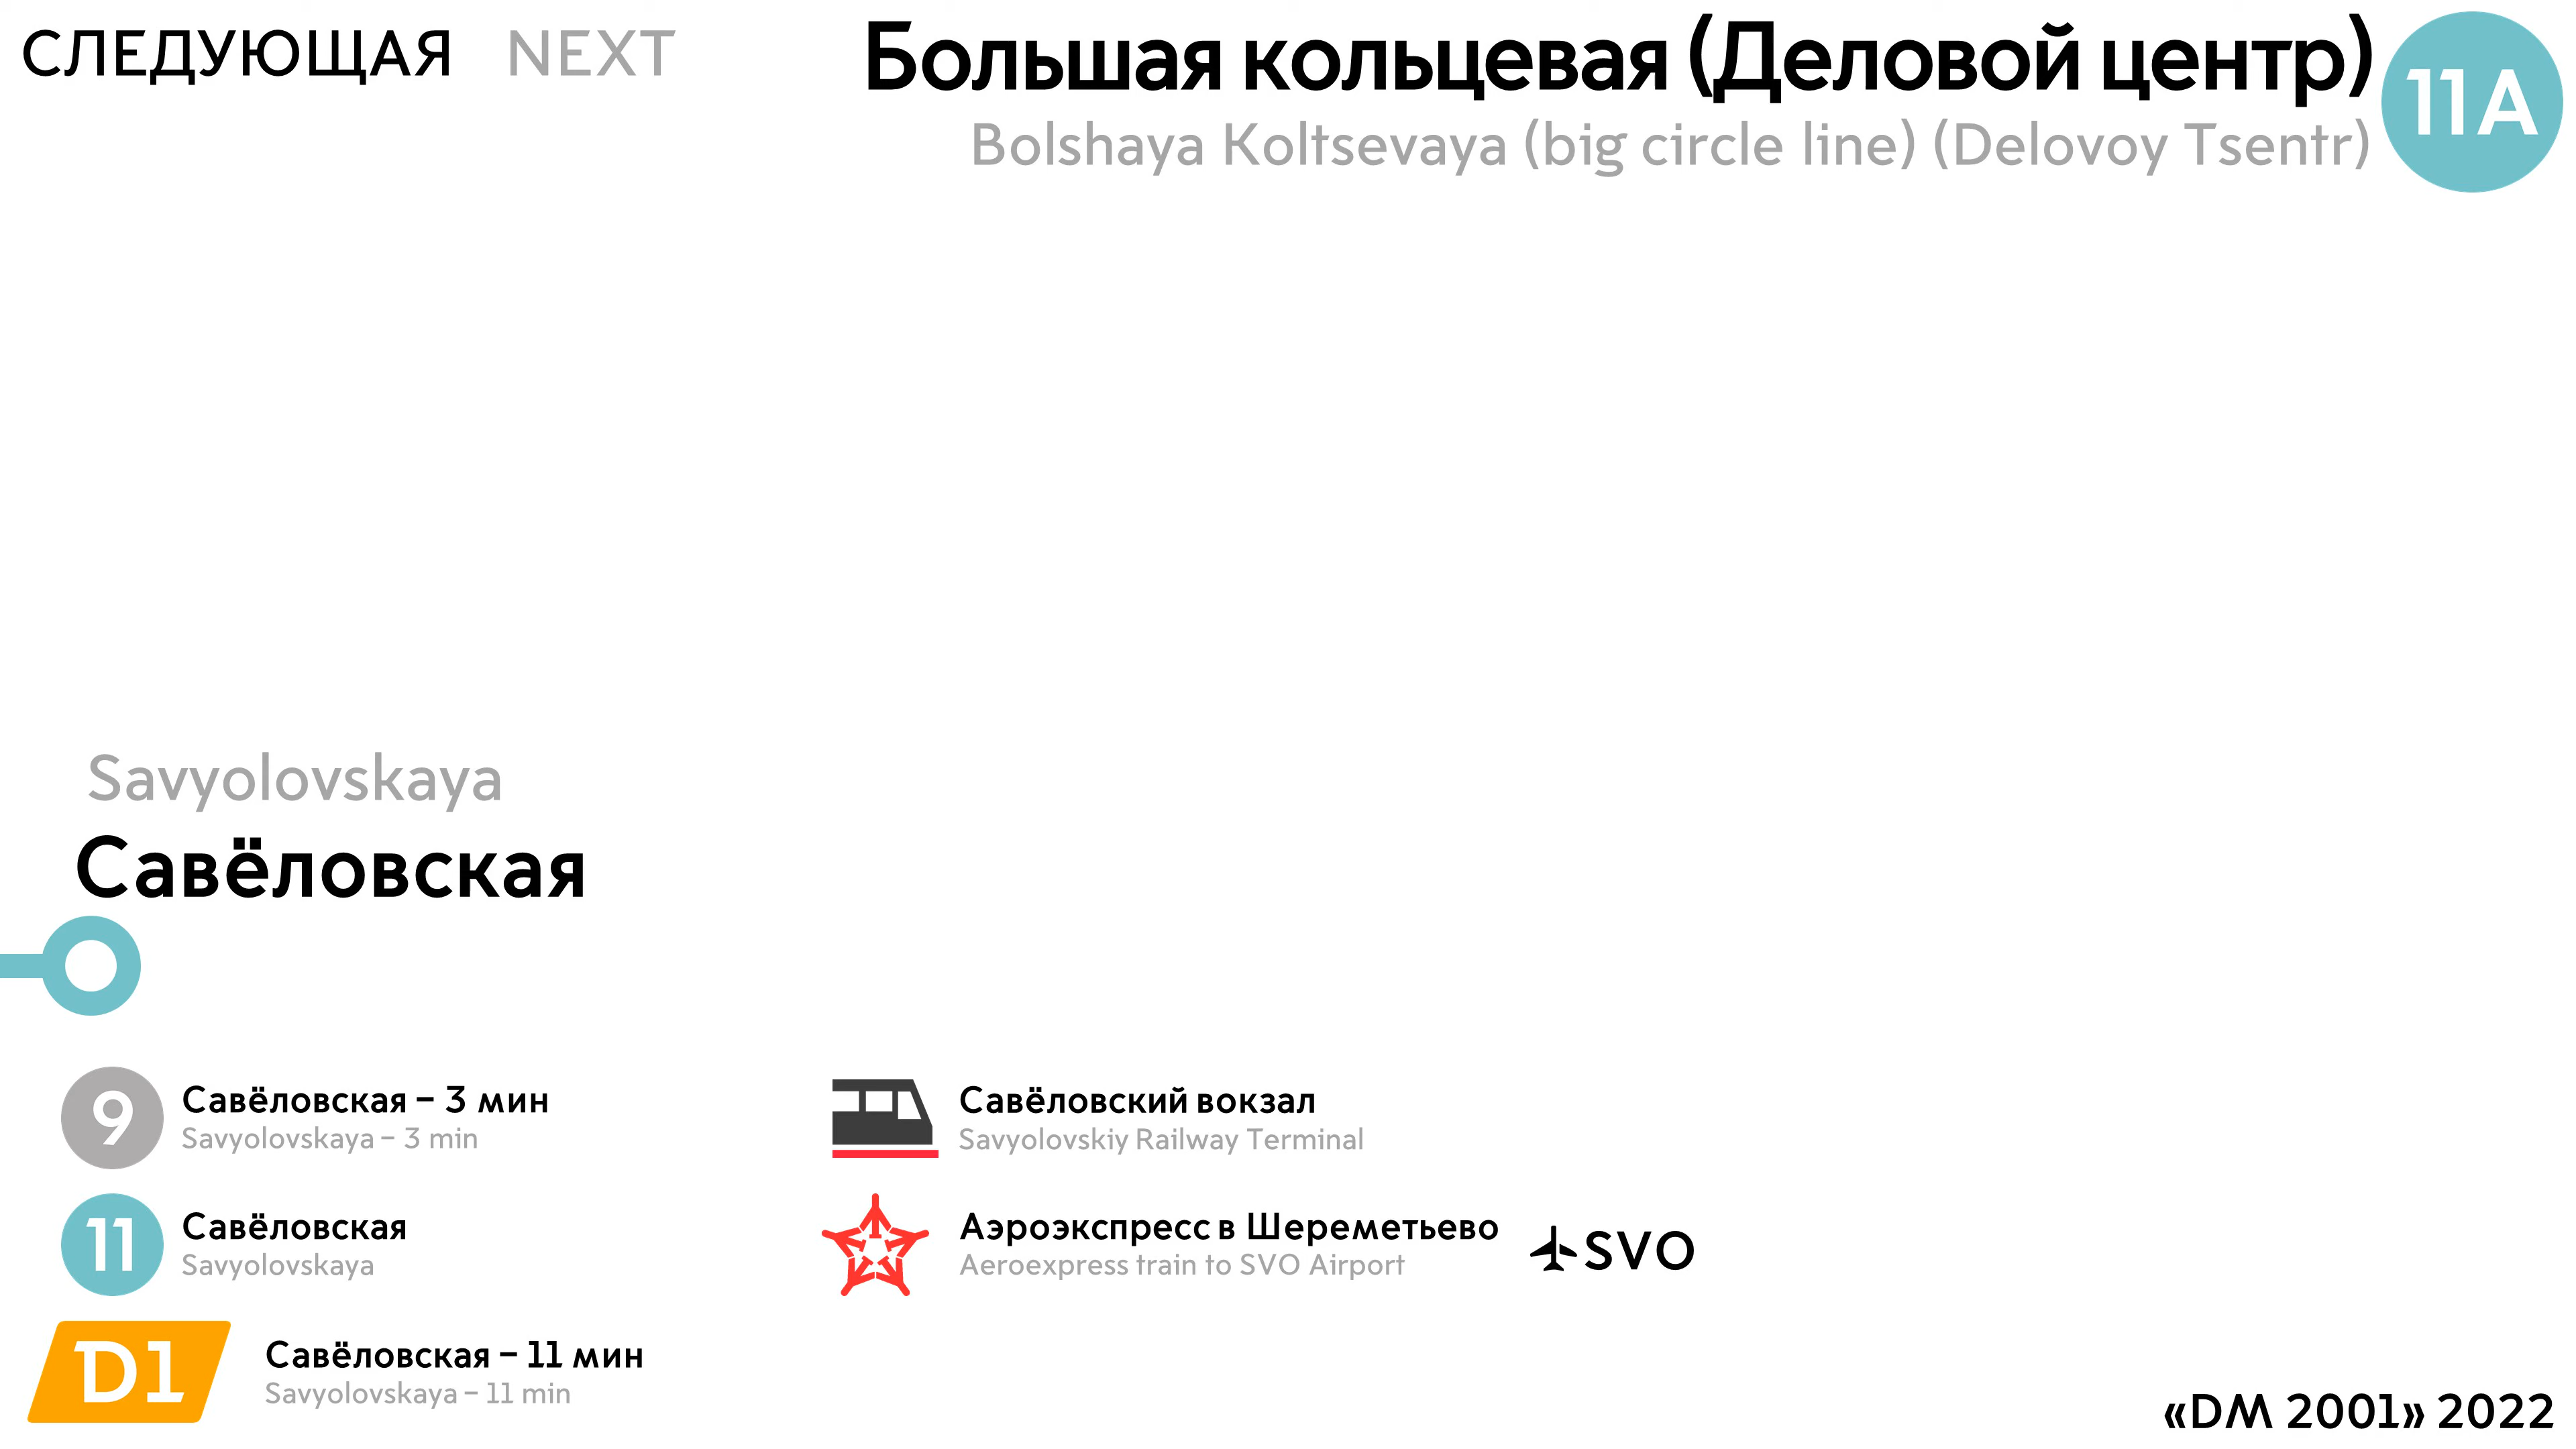 СЛЕДУЮЩАЯ NEXT
Большая кольцевая (Деловой центр)
Bolshaya Koltsevaya (big circle line) (Delovoy Tsentr)
11А
Savyolovskaya
Савёловская
9
Савёловская – 3 мин
Savyolovskaya – 3 min
11
Савёловская
Savyolovskaya
D1
Савёловская – 11 мин
Savyolovskaya – 11 min
Савёловский вокзал
Savyolovskiy Railway Terminal
Аэроэкспресс в Шереметьево
Aeroexpress train to SVO Airport
SVO
«DM 2001» 2022